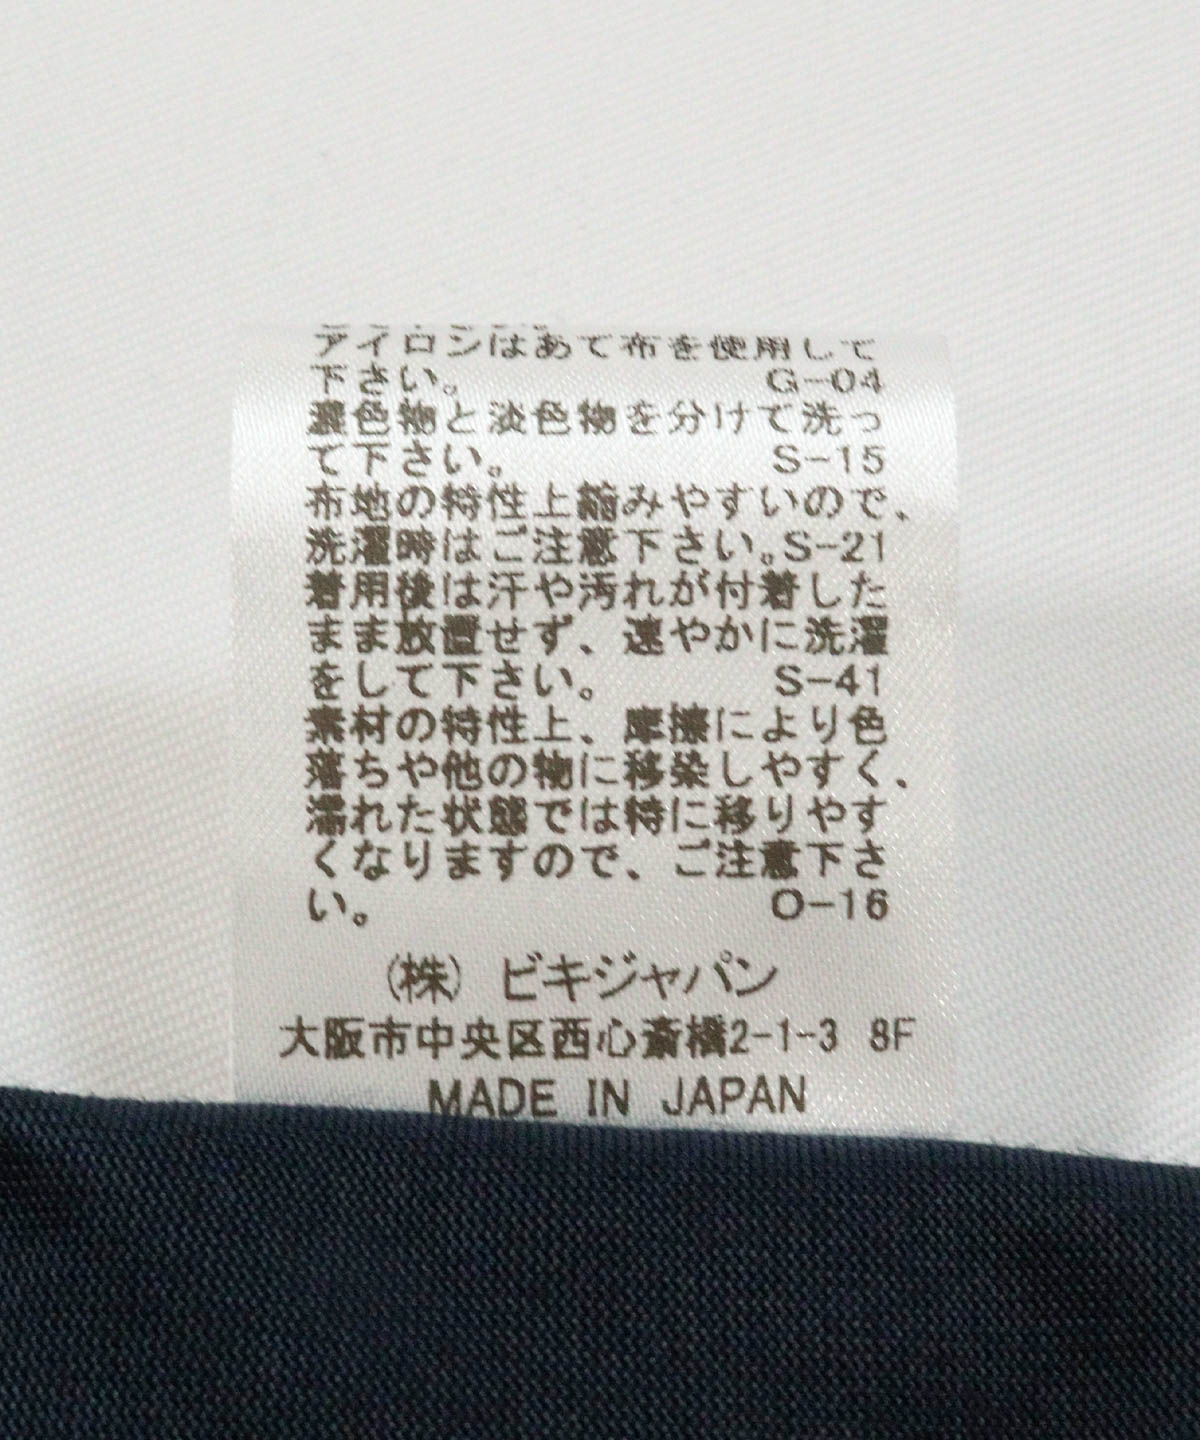 アイロンはあて布を使用して
下さい。 G-04
濃色物と淡色物を分けて洗っ
て下さい。 S-15
布地の特性上縮みやすいので、
洗濯時はご注意下さい。S-21
着用後は汗や汚れが付着した
まま放置せず、速やかに洗濯
をして下さい。 S-41
素材の特性上、摩擦により色
落ちや他の物に移染しやすく、
濡れた状態では特に移りやす
くなりますので、ご注意下さ
い。 O-16
(株) ビキジャパン
大阪市中央区西心斎橋2-1-3 8F
MADE IN JAPAN